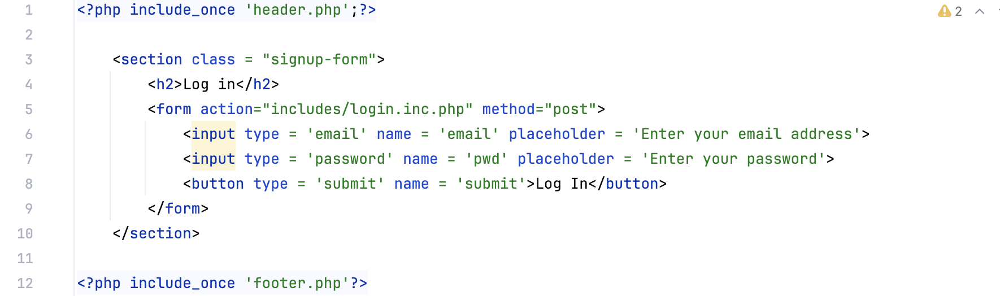 1 <?php include_once 'header.php';?>
2
3 <section class = "signup-form">
4 <h2>Log in</h2>
5 <form action="includes/login.inc.php" method="post">
6 <input type = 'email' name = 'email' placeholder = 'Enter your email address'>
7 <input type = 'password' name = 'pwd' placeholder = 'Enter your password'>
8 <button type = 'submit' name = 'submit'>Log In</button>
9 </form>
10 </section>
11
12 <?php include_once 'footer.php'?>
2